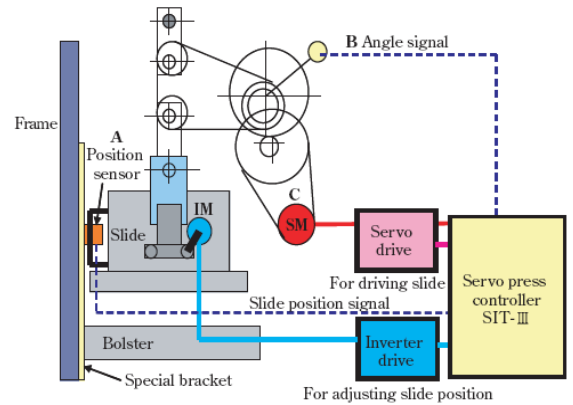 B Angle signal
Frame
A
Position
sensor
C
IM
SM
Slide
Servo
drive
For driving slide
Servo press
controller
SIT-Ⅲ
Slide position signal
Bolster
Inverter
drive
Special bracket
For adjusting slide position